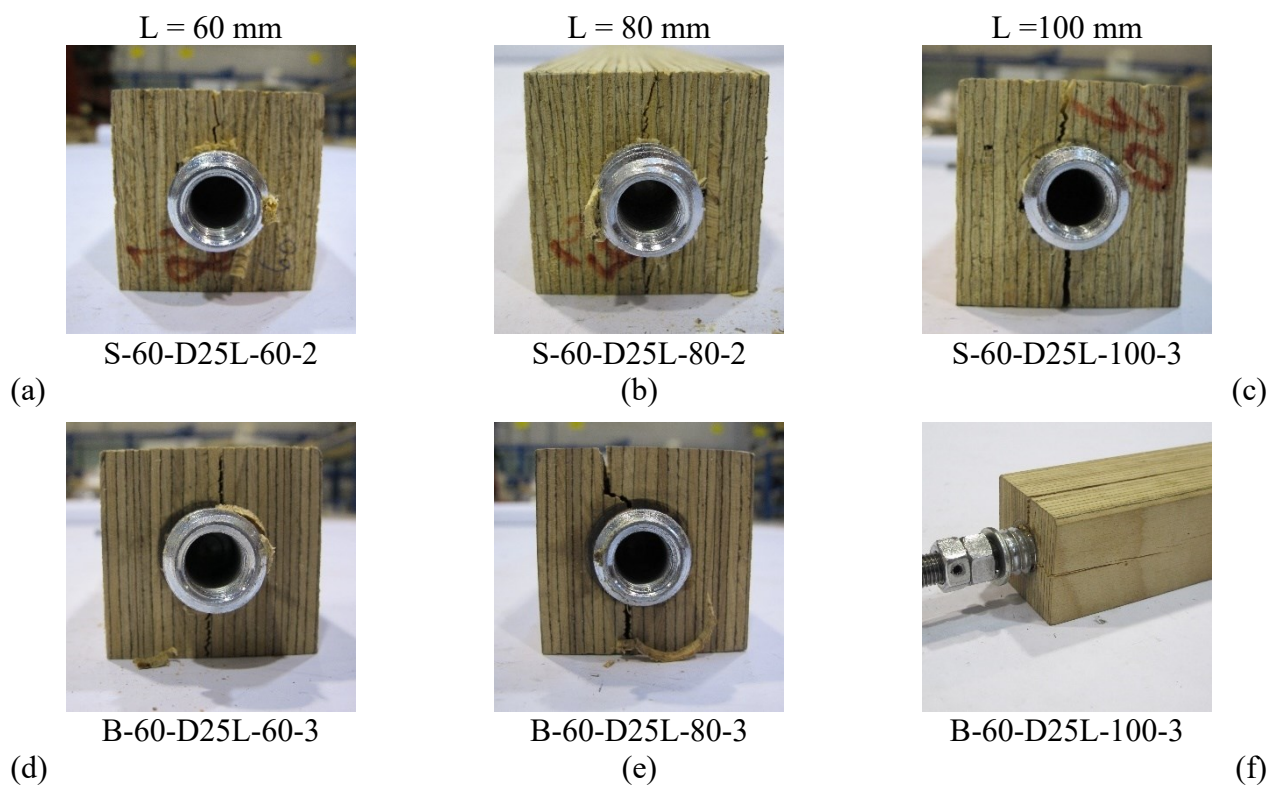 L = 60 mm L = 80 mm L =100 mm
30
S-60-D25L-60-2 S-60-D25L-80-2 S-60-D25L-100-3
(a) (b) (c)
B-60-D25L-60-3 B-60-D25L-80-3 B-60-D25L-100-3
(d) (e) (f)